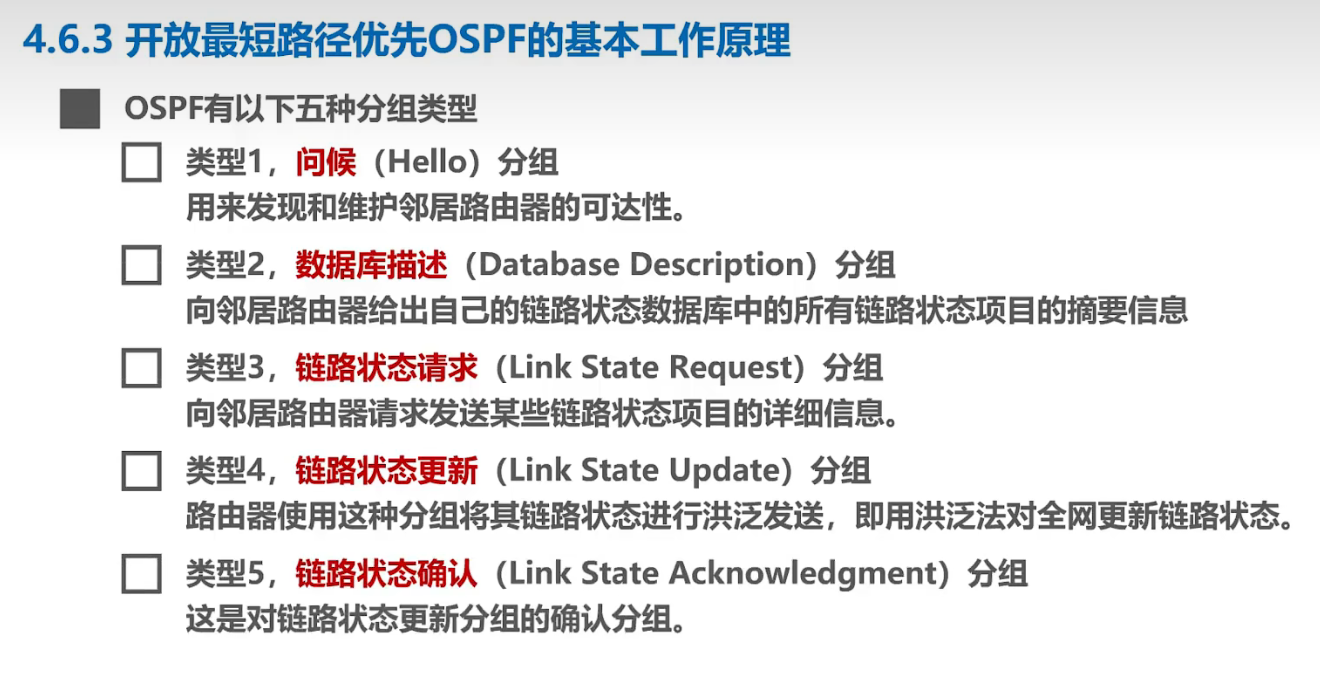 4.6.3 开放最短路径优先OSPF的基本工作原理
OSPF有以下五种分组类型
类型1，问候（Hello）分组
用来发现和维护邻居路由器的可达性。
类型2，数据库描述（Database Description）分组
向邻居路由器给出自己的链路状态数据库中的所有链路状态项目的摘要信息
类型3，链路状态请求（Link State Request）分组
向邻居路由器请求发送某些链路状态项目的详细信息。
类型4，链路状态更新（Link State Update）分组
路由器使用这种分组将其链路状态进行洪泛发送，即用洪泛法对全网更新链路状态。
类型5，链路状态确认（Link State Acknowledgment）分组
这是对链路状态更新分组的确认分组。